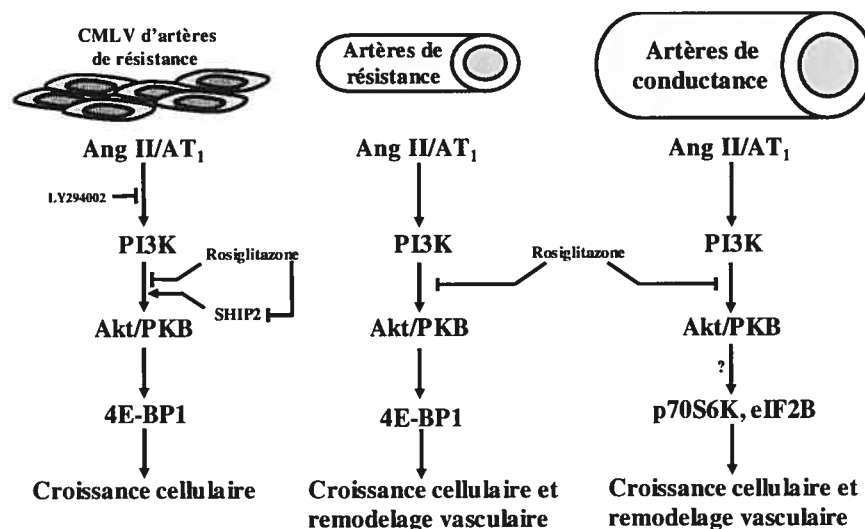 CMLV d'artères
de résistance
Ang II/AT1
LY294002
PI3K
Rosiglitazone
SHIP2
Akt/PKB
4E-BP1
Croissance cellulaire
Artères de
résistance
Ang II/AT1
PI3K
Rosiglitazone
Akt/PKB
4E-BP1
Croissance cellulaire et
remodelage vasculaire
Artères de
conductance
Ang II/AT1
PI3K
Akt/PKB
?
p70S6K, eIF2B
Croissance cellulaire et
remodelage vasculaire